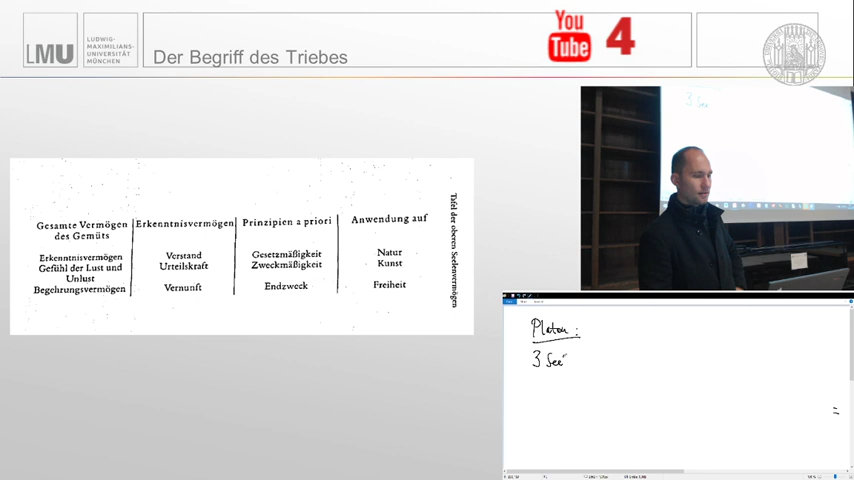 LMU
LUDWIG-
MAXIMILIANS-
UNIVERSITÄT
MÜNCHEN
Der Begriff des Triebes
You
Tube
4
Gesamte Vermögen
des Gemüts
Erkenntnisvermögen
Gefühl der Lust und
Unlust
Begehrungsvermögen
Erkenntnisvermögen
Verstand
Urteilskraft
Vernunft
Prinzipien a priori
Gesetzmäßigkeit
Zweckmäßigkeit
Endzweck
Anwendung auf
Natur
Kunst
Freiheit
Tafel der oberen Seelenvermögen
3 See
Platon:
3 See